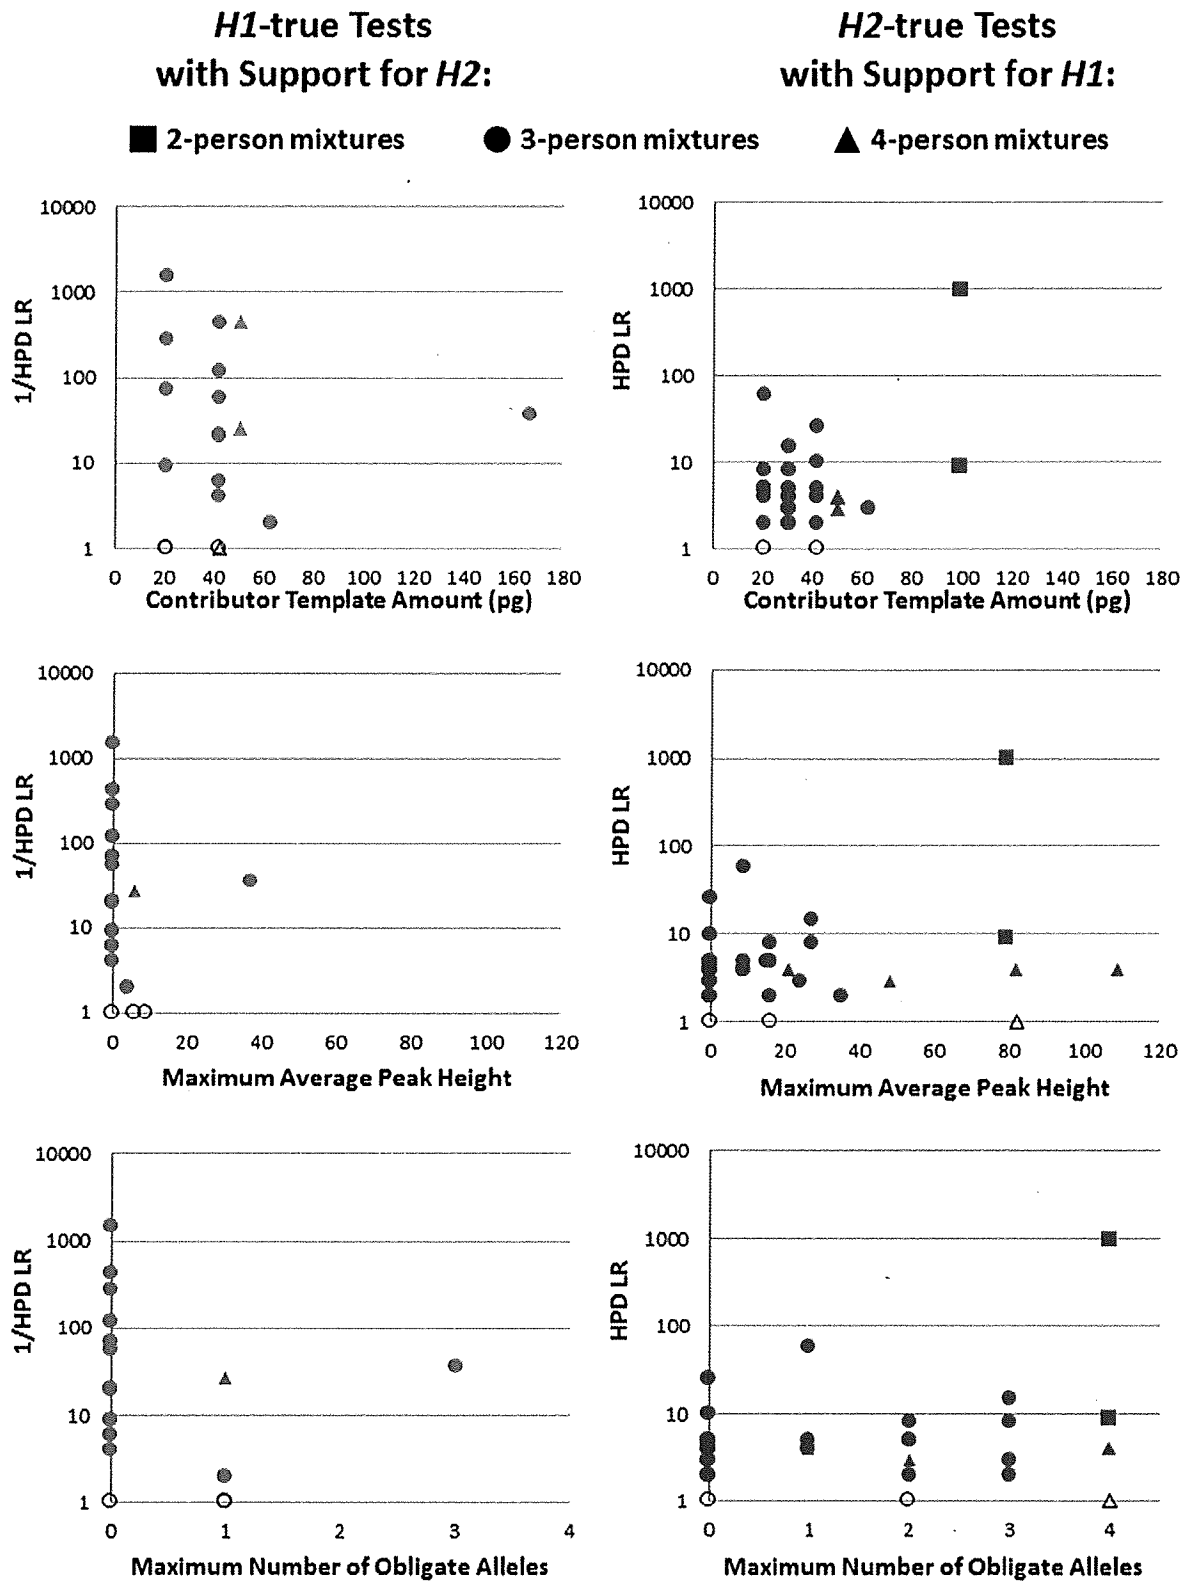 H1-true Tests
with Support for H2:
H2-true Tests
with Support for H1:
2-person mixtures
3-person mixtures
4-person mixtures
10000
1000
100
10
1
1/HPD LR
0 20 40 60 80 100 120 140 160 180
Contributor Template Amount (pg)
10000
1000
100
10
1
HPD LR
0 20 40 60 80 100 120 140 160 180
Contributor Template Amount (pg)
10000
1000
100
10
1
1/HPD LR
0 20 40 60 80 100 120
Maximum Average Peak Height
10000
1000
100
10
1
HPD LR
0 20 40 60 80 100 120
Maximum Average Peak Height
10000
1000
100
10
1
1/HPD LR
0 1 2 3 4
Maximum Number of Obligate Alleles
10000
1000
100
10
1
HPD LR
0 1 2 3 4
Maximum Number of Obligate Alleles